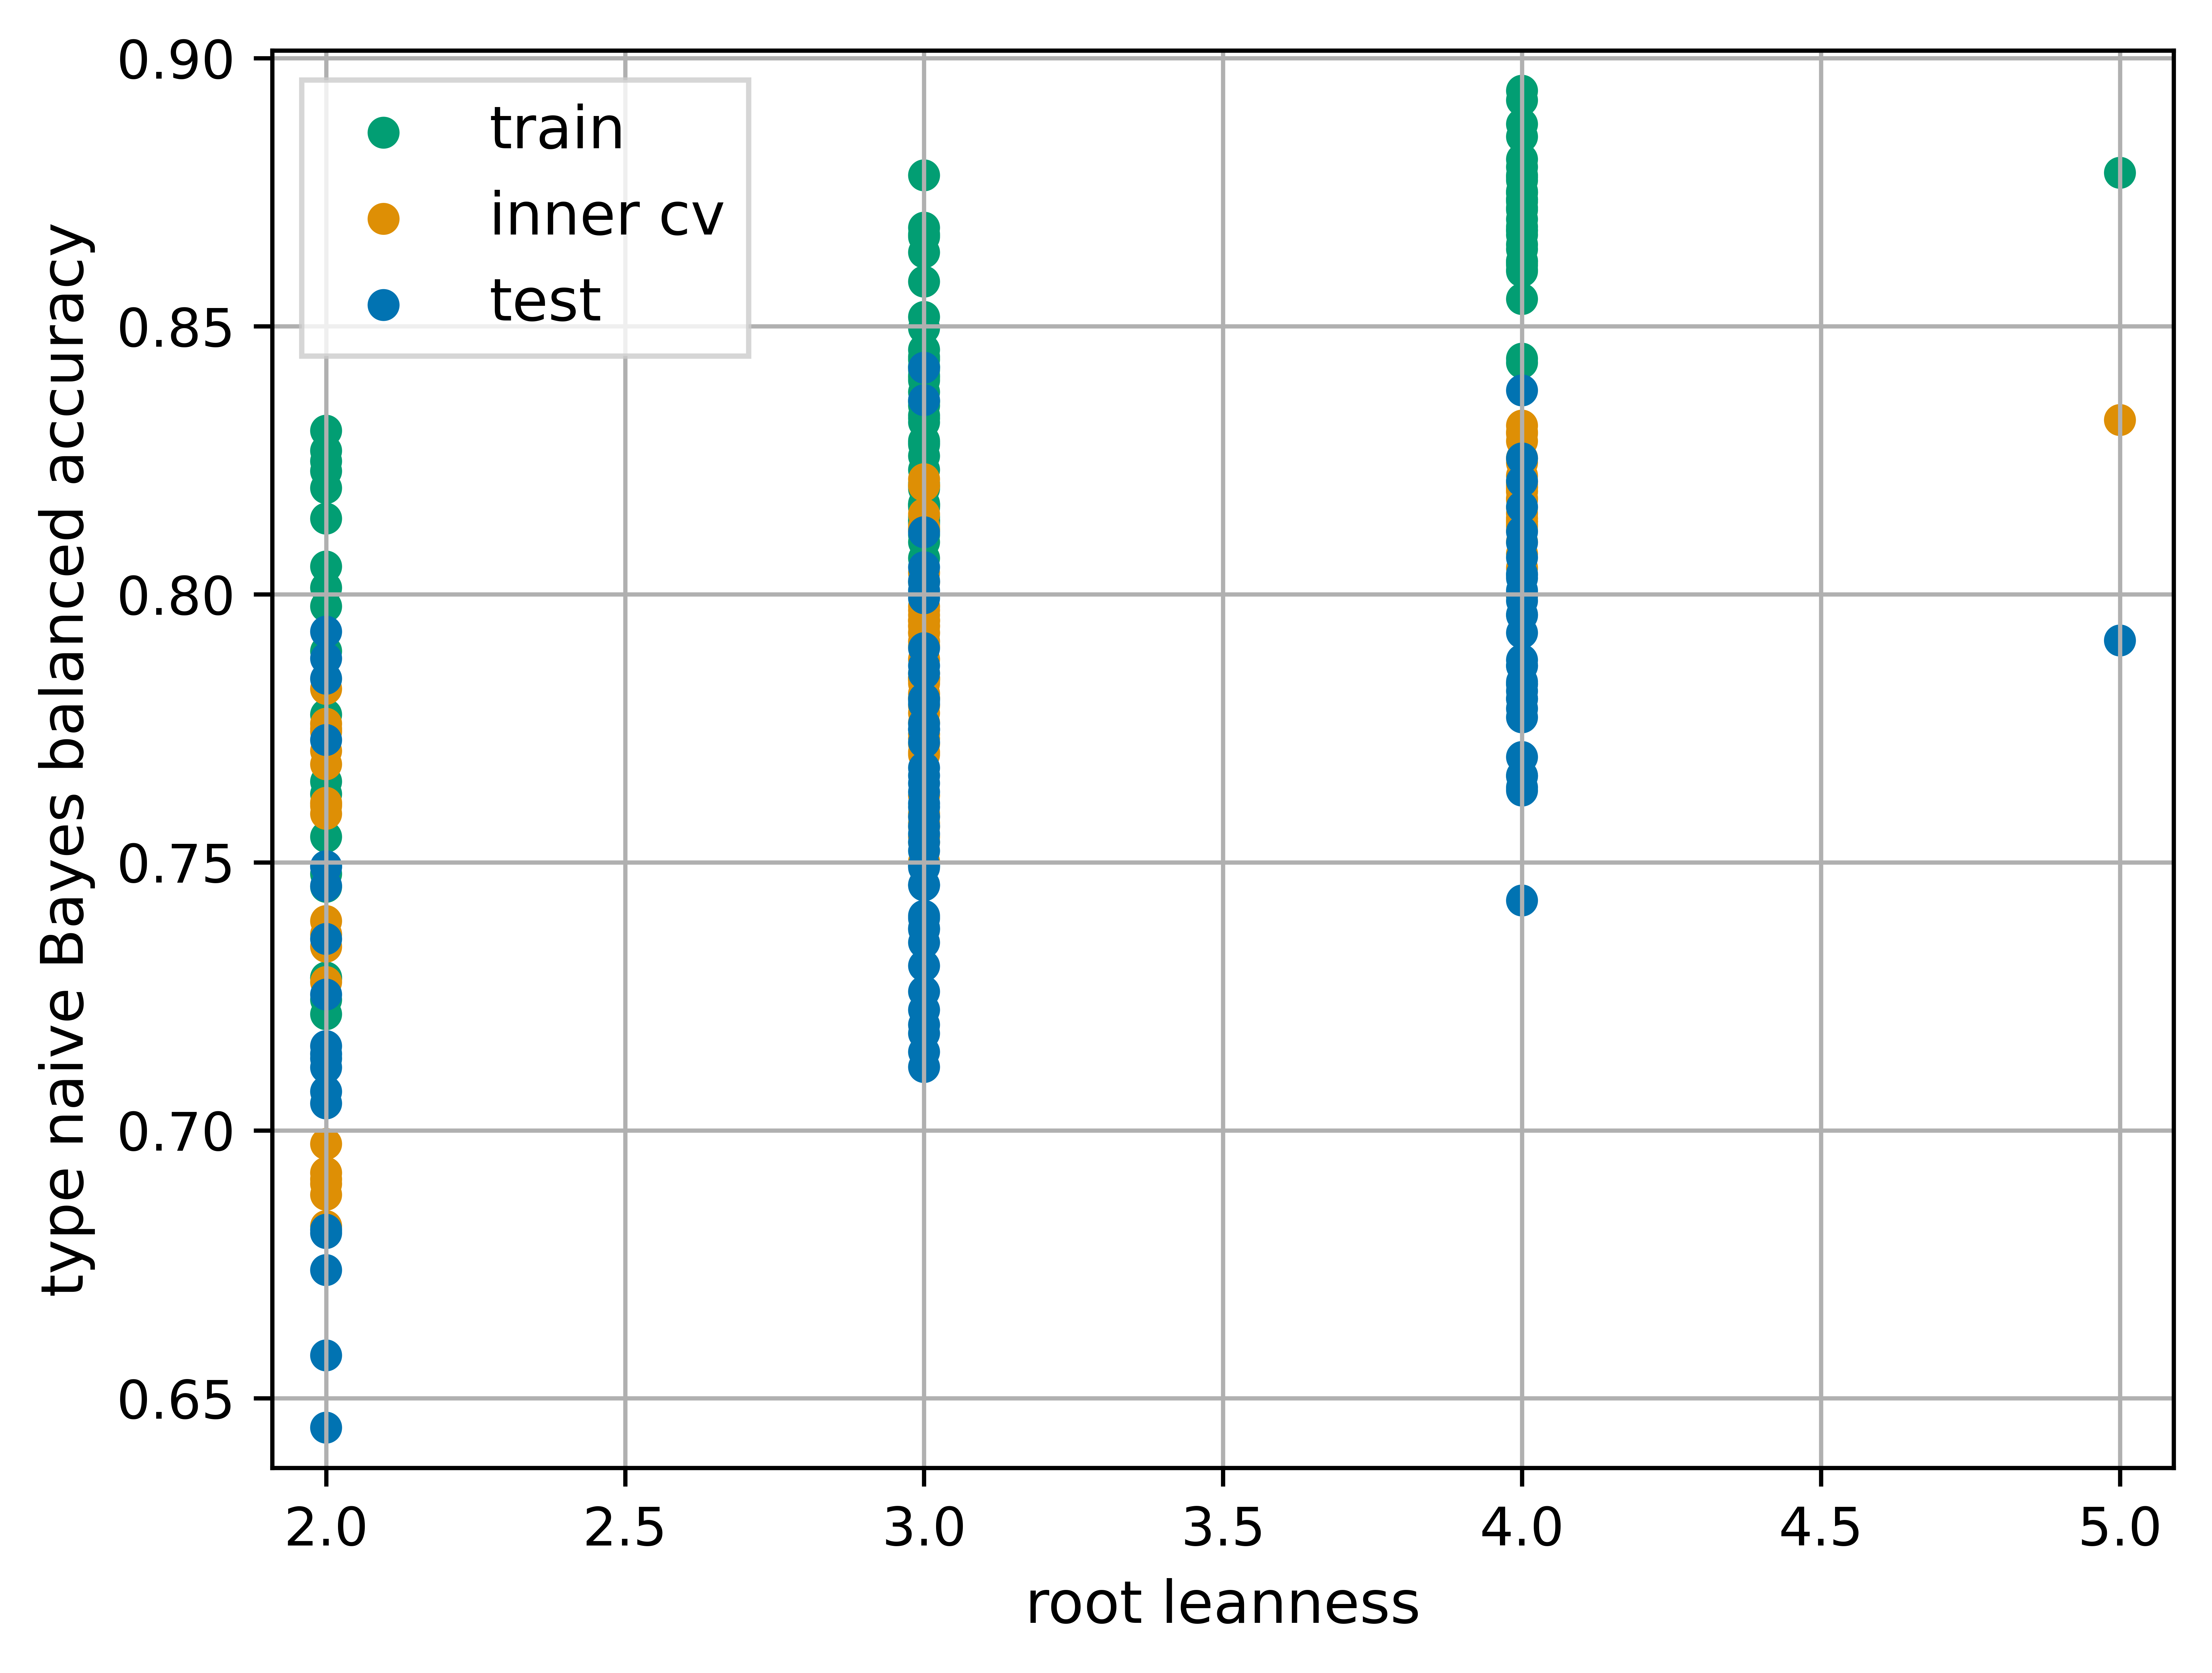 train
inner cv
test
type naive Bayes balanced accuracy
0.90
0.85
0.80
0.75
0.70
0.65
2.0 2.5 3.0 3.5 4.0 4.5 5.0
root leanness